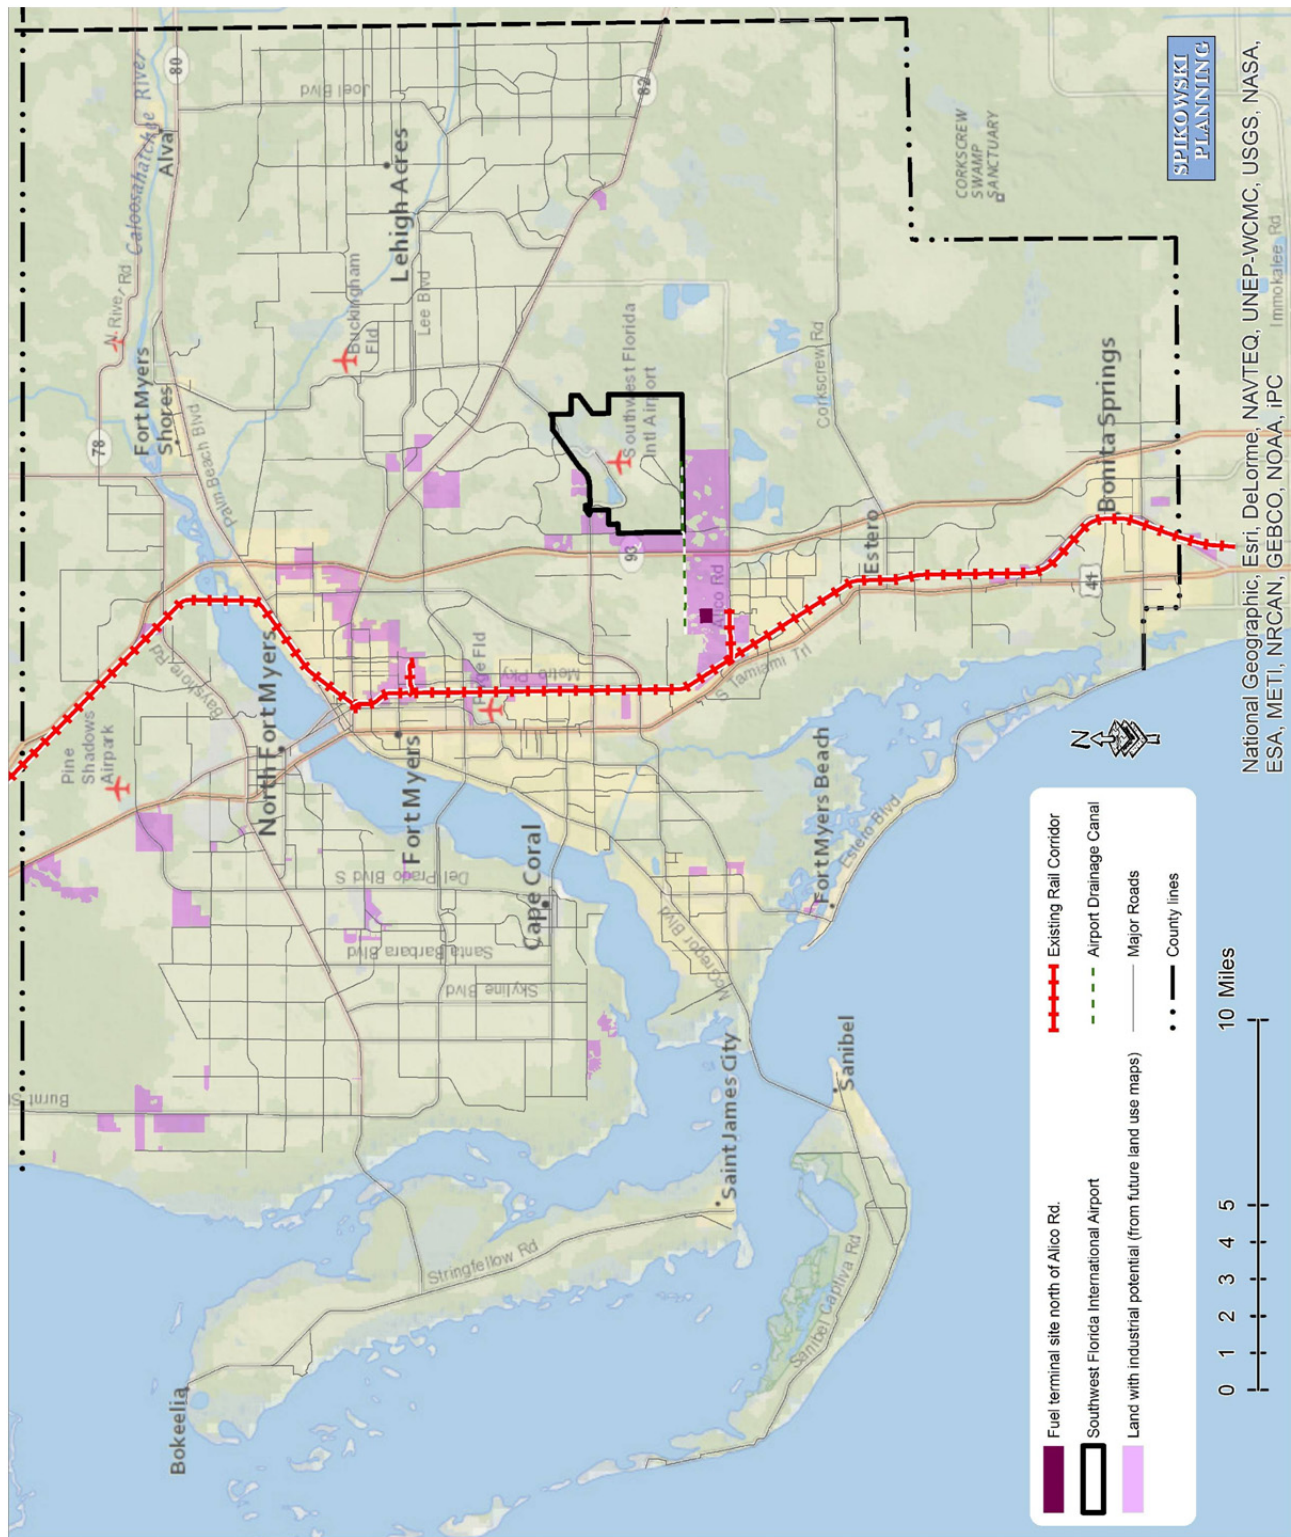 Caloosahatchee River
80
Alva
N River Rd
Joel Blvd
82
Lehigh Acres
Buckingham
Fld
Lee Blvd
Fort Myers
Shores
78
Palm Beach Blvd
Southwest Florida
Intl Airport
93
Alico Rd
CORKSCREW
SWAMP
SANCTUARY
Corkscrew Rd
Immokalee Rd
Estero
Bonita Springs
41
S Tamiami Trl
Metro Pky
Page Fld
Bayshore Rd
Pine
Shadows
Airpark
North Fort Myers
Fort Myers
Del Prado Blvd S
Cape Coral
Santa Barbara Blvd
Skyline Blvd
McGregor Blvd
Fort Myers Beach
Estero Blvd
Burnt
Saint James City
Sanibel
Stringfellow Rd
Sanibel Captiva Rd
Bokeelia
SPIKOWSKI
PLANNING
N
Fuel terminal site north of Alico Rd.
Southwest Florida International Airport
Land with industrial potential (from future land use maps)
Existing Rail Corridor
Airport Drainage Canal
Major Roads
County lines
0 1 2 3 4 5 10 Miles
National Geographic, Esri, DeLorme, NAVTEQ, UNEP-WCMC, USGS, NASA,
ESA, METI, NRCAN, GEBCO, NOAA, iPC